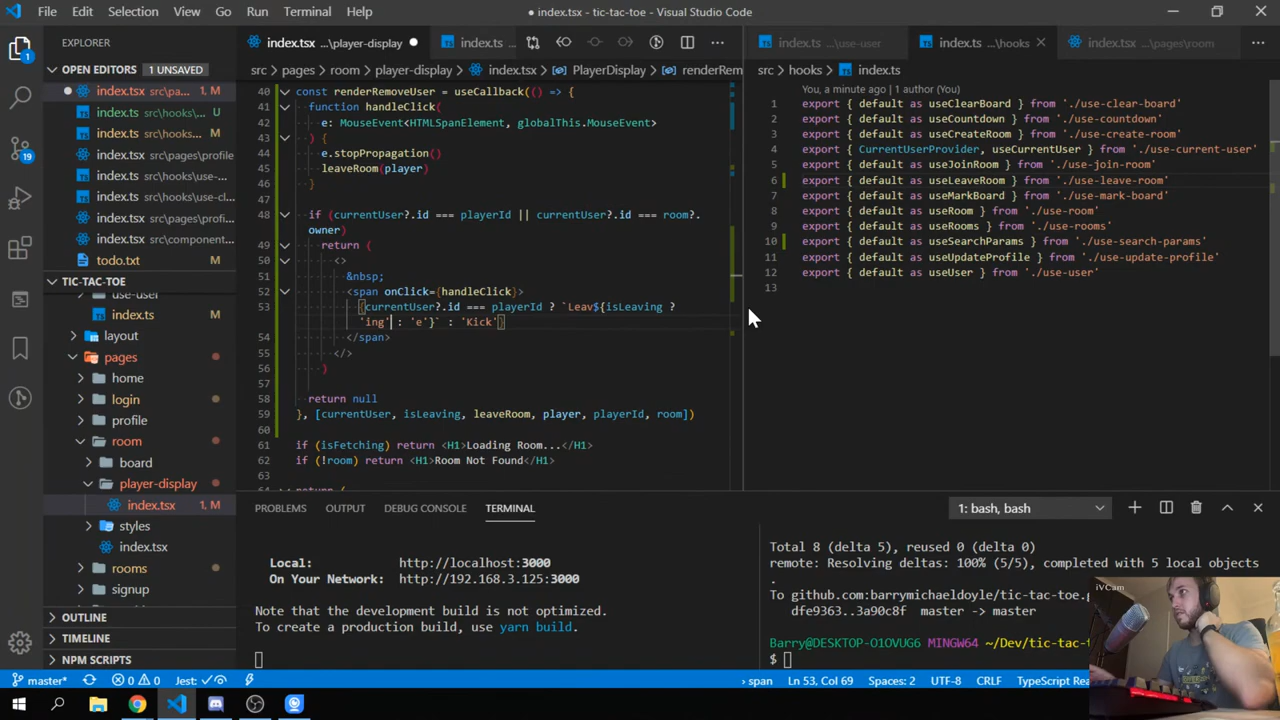 File Edit Selection View Go Run Terminal Help
● index.tsx - tic-tac-toe - Visual Studio Code
EXPLORER
OPEN EDITORS 1 UNSAVED
index.tsx src\pa... 1, M
index.ts src\hooks... U
index.ts src\hooks... M
index.tsx src\pages\profile
index.ts src\hooks\use-...
index.ts src\hooks\use-cl...
index.tsx src\pages\profi...
index.tsx src\componen...
todo.txt M
TIC-TAC-TOE
use-user
index.ts M
layout
pages
home
login
profile
room
board
player-display
index.tsx 1, M
styles
index.tsx
rooms
signup
OUTLINE
TIMELINE
NPM SCRIPTS
1
19
index.tsx ...\player-display ●
index.ts
src > pages > room > player-display > index.tsx > PlayerDisplay > renderRem
40 const renderRemoveUser = useCallback(() => {
41 function handleClick(
42 e: MouseEvent<HTMLSpanElement, globalThis.MouseEvent>
43 ) {
44 e.stopPropagation()
45 leaveRoom(player)
46 }
47
48 if (currentUser?.id === playerId || currentUser?.id === room?.
owner)
49 return (
50 <>
51 &nbsp;
52 <span onClick={handleClick}>
53 {currentUser?.id === playerId ? `Leav${isLeaving ?
'ing' : 'e'}` : 'Kick'}
54 </span>
55 </>
56 )
57
58 return null
59 }, [currentUser, isLeaving, leaveRoom, player, playerId, room])
60
61 if (isFetching) return <H1>Loading Room...</H1>
62 if (!room) return <H1>Room Not Found</H1>
63
64 return (
index.ts ...\use-user
index.ts ...\hooks
index.tsx ...\pages\room
src > hooks > index.ts
You, a minute ago | 1 author (You)
1 export { default as useClearBoard } from './use-clear-board'
2 export { default as useCountdown } from './use-countdown'
3 export { default as useCreateRoom } from './use-create-room'
4 export { CurrentUserProvider, useCurrentUser } from './use-current-user'
5 export { default as useJoinRoom } from './use-join-room'
6 export { default as useLeaveRoom } from './use-leave-room'
7 export { default as useMarkBoard } from './use-mark-board'
8 export { default as useRoom } from './use-room'
9 export { default as useRooms } from './use-rooms'
10 export { default as useSearchParams } from './use-search-params'
11 export { default as useUpdateProfile } from './use-update-profile'
12 export { default as useUser } from './use-user'
13
PROBLEMS OUTPUT DEBUG CONSOLE TERMINAL
1: bash, bash
Local: http://localhost:3000
On Your Network: http://192.168.3.125:3000
Note that the development build is not optimized.
To create a production build, use yarn build.
Total 8 (delta 5), reused 0 (delta 0)
remote: Resolving deltas: 100% (5/5), completed with 5 local objects
.
To github.com:barrymichaeldoyle/tic-tac-toe.g
dfe9363..3a90c8f master -> master
Barry@DESKTOP-O1OVUG6 MINGW64 ~/Dev/tic-tac-
$
iVCam
master* 0 0 Jest: span Ln 53, Col 69 Spaces: 2 UTF-8 CRLF TypeScript Rea